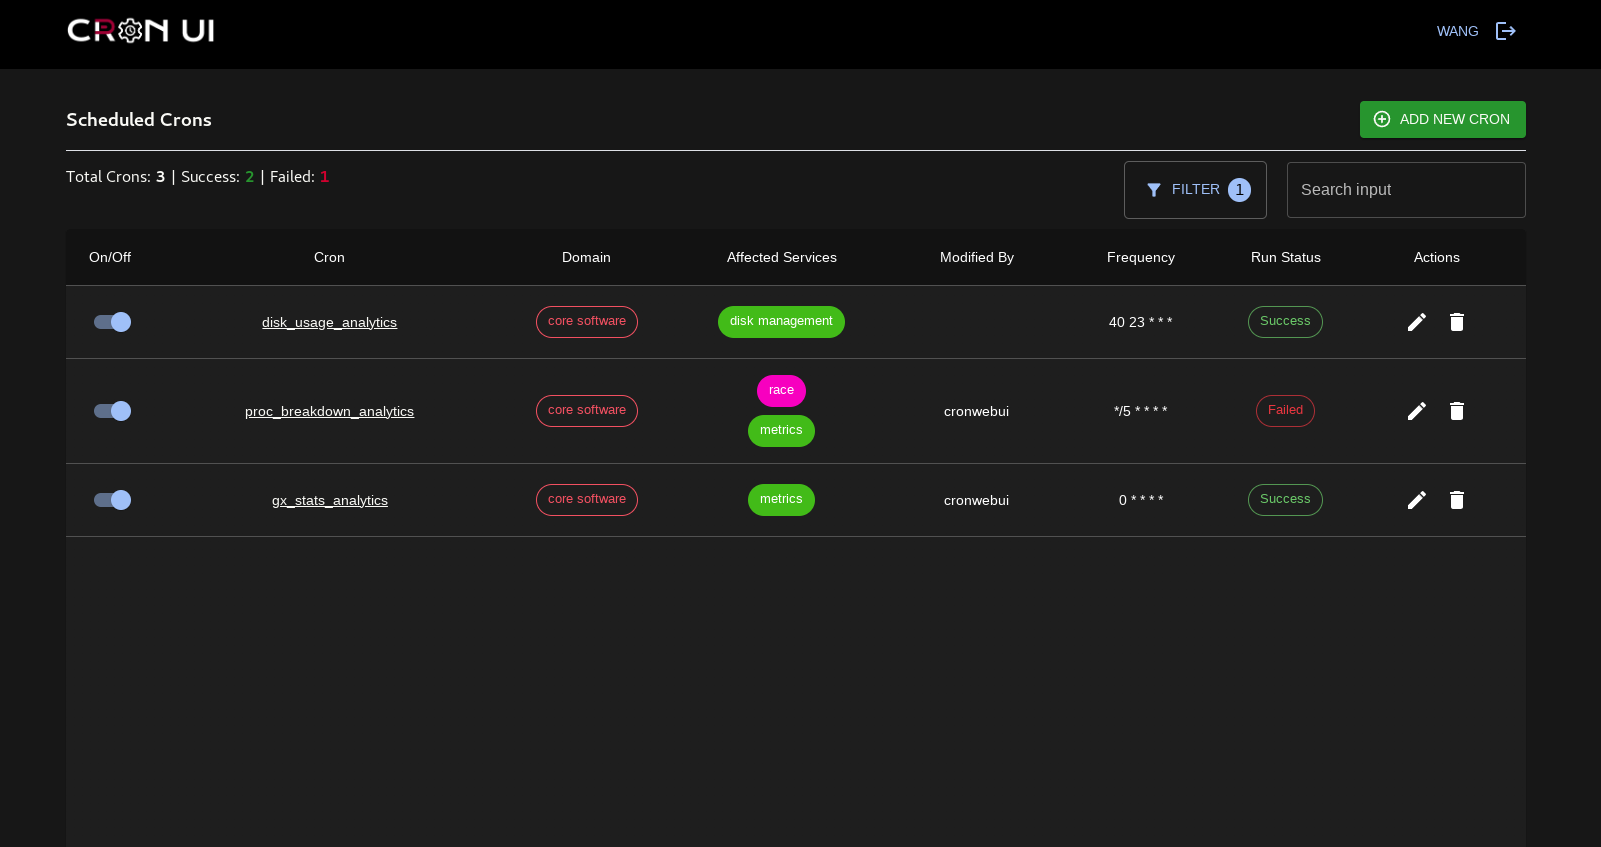 CRON UI
WANG
Scheduled Crons
ADD NEW CRON
Total Crons: 3 | Success: 2 | Failed: 1
FILTER 1
Search input
On/Off Cron Domain Affected Services Modified By Frequency Run Status Actions
disk_usage_analytics core software disk management 40 23 * * * Success
race
proc_breakdown_analytics core software cronwebui */5 * * * * Failed
metrics
gx_stats_analytics core software metrics cronwebui 0 * * * * Success